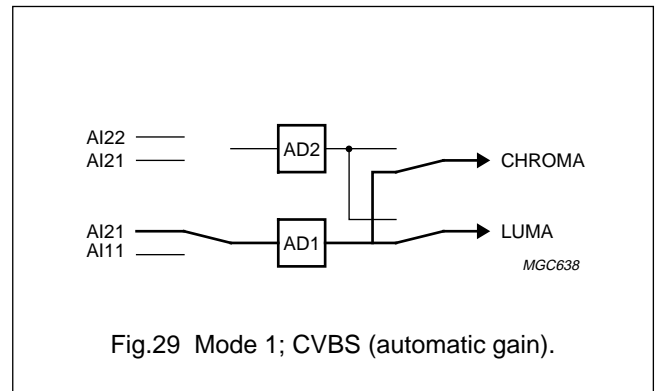 AI22
AI21
AD2
CHROMA
AI21
AI11
AD1
LUMA
MGC638
Fig.29 Mode 1; CVBS (automatic gain).